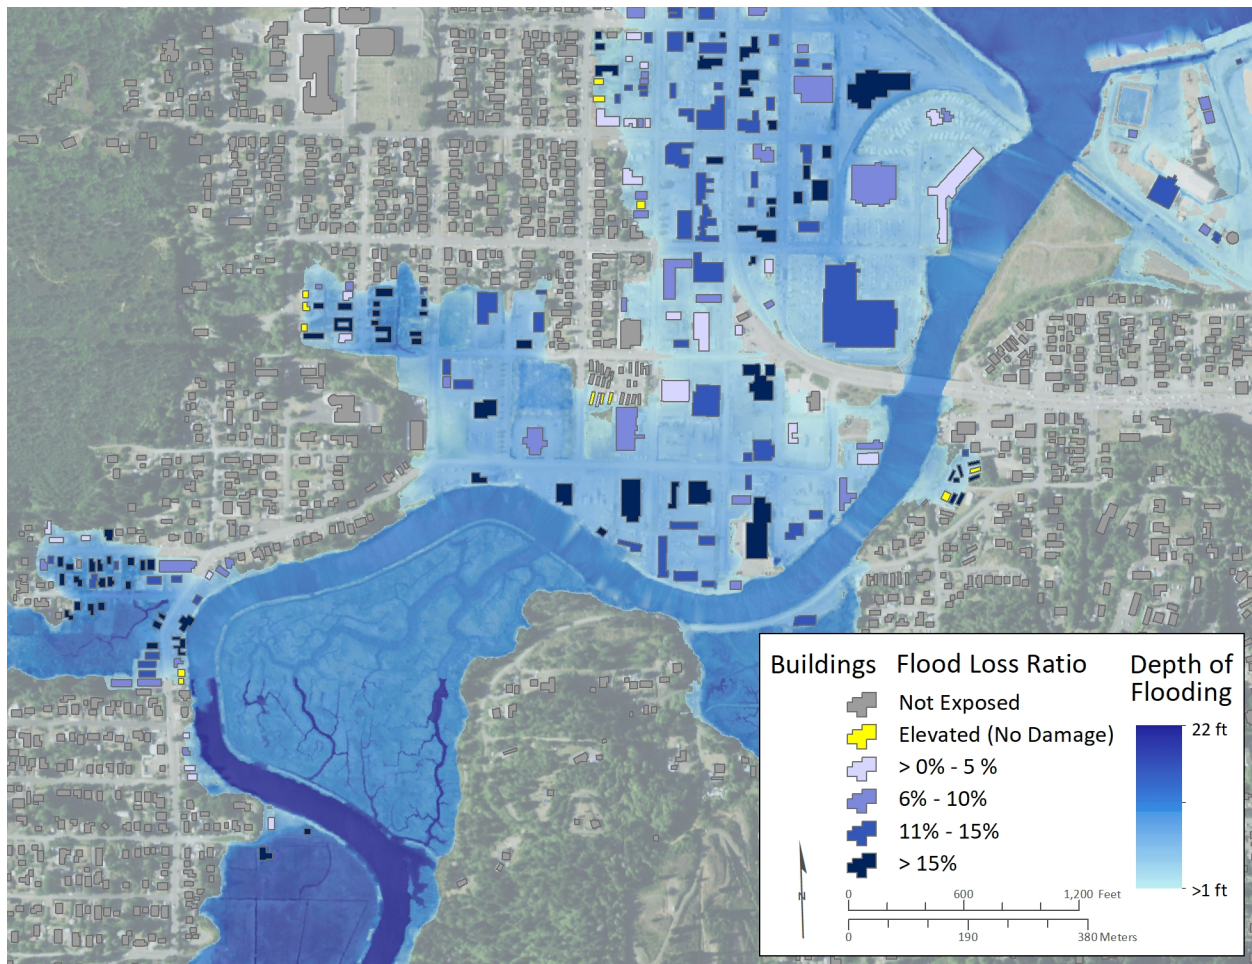 Buildings Flood Loss Ratio
Depth of
Flooding
Not Exposed
Elevated (No Damage)
> 0% - 5 %
6% - 10%
11% - 15%
> 15%
22 ft
>1 ft
N
0 600 1,200 Feet
0 190 380 Meters